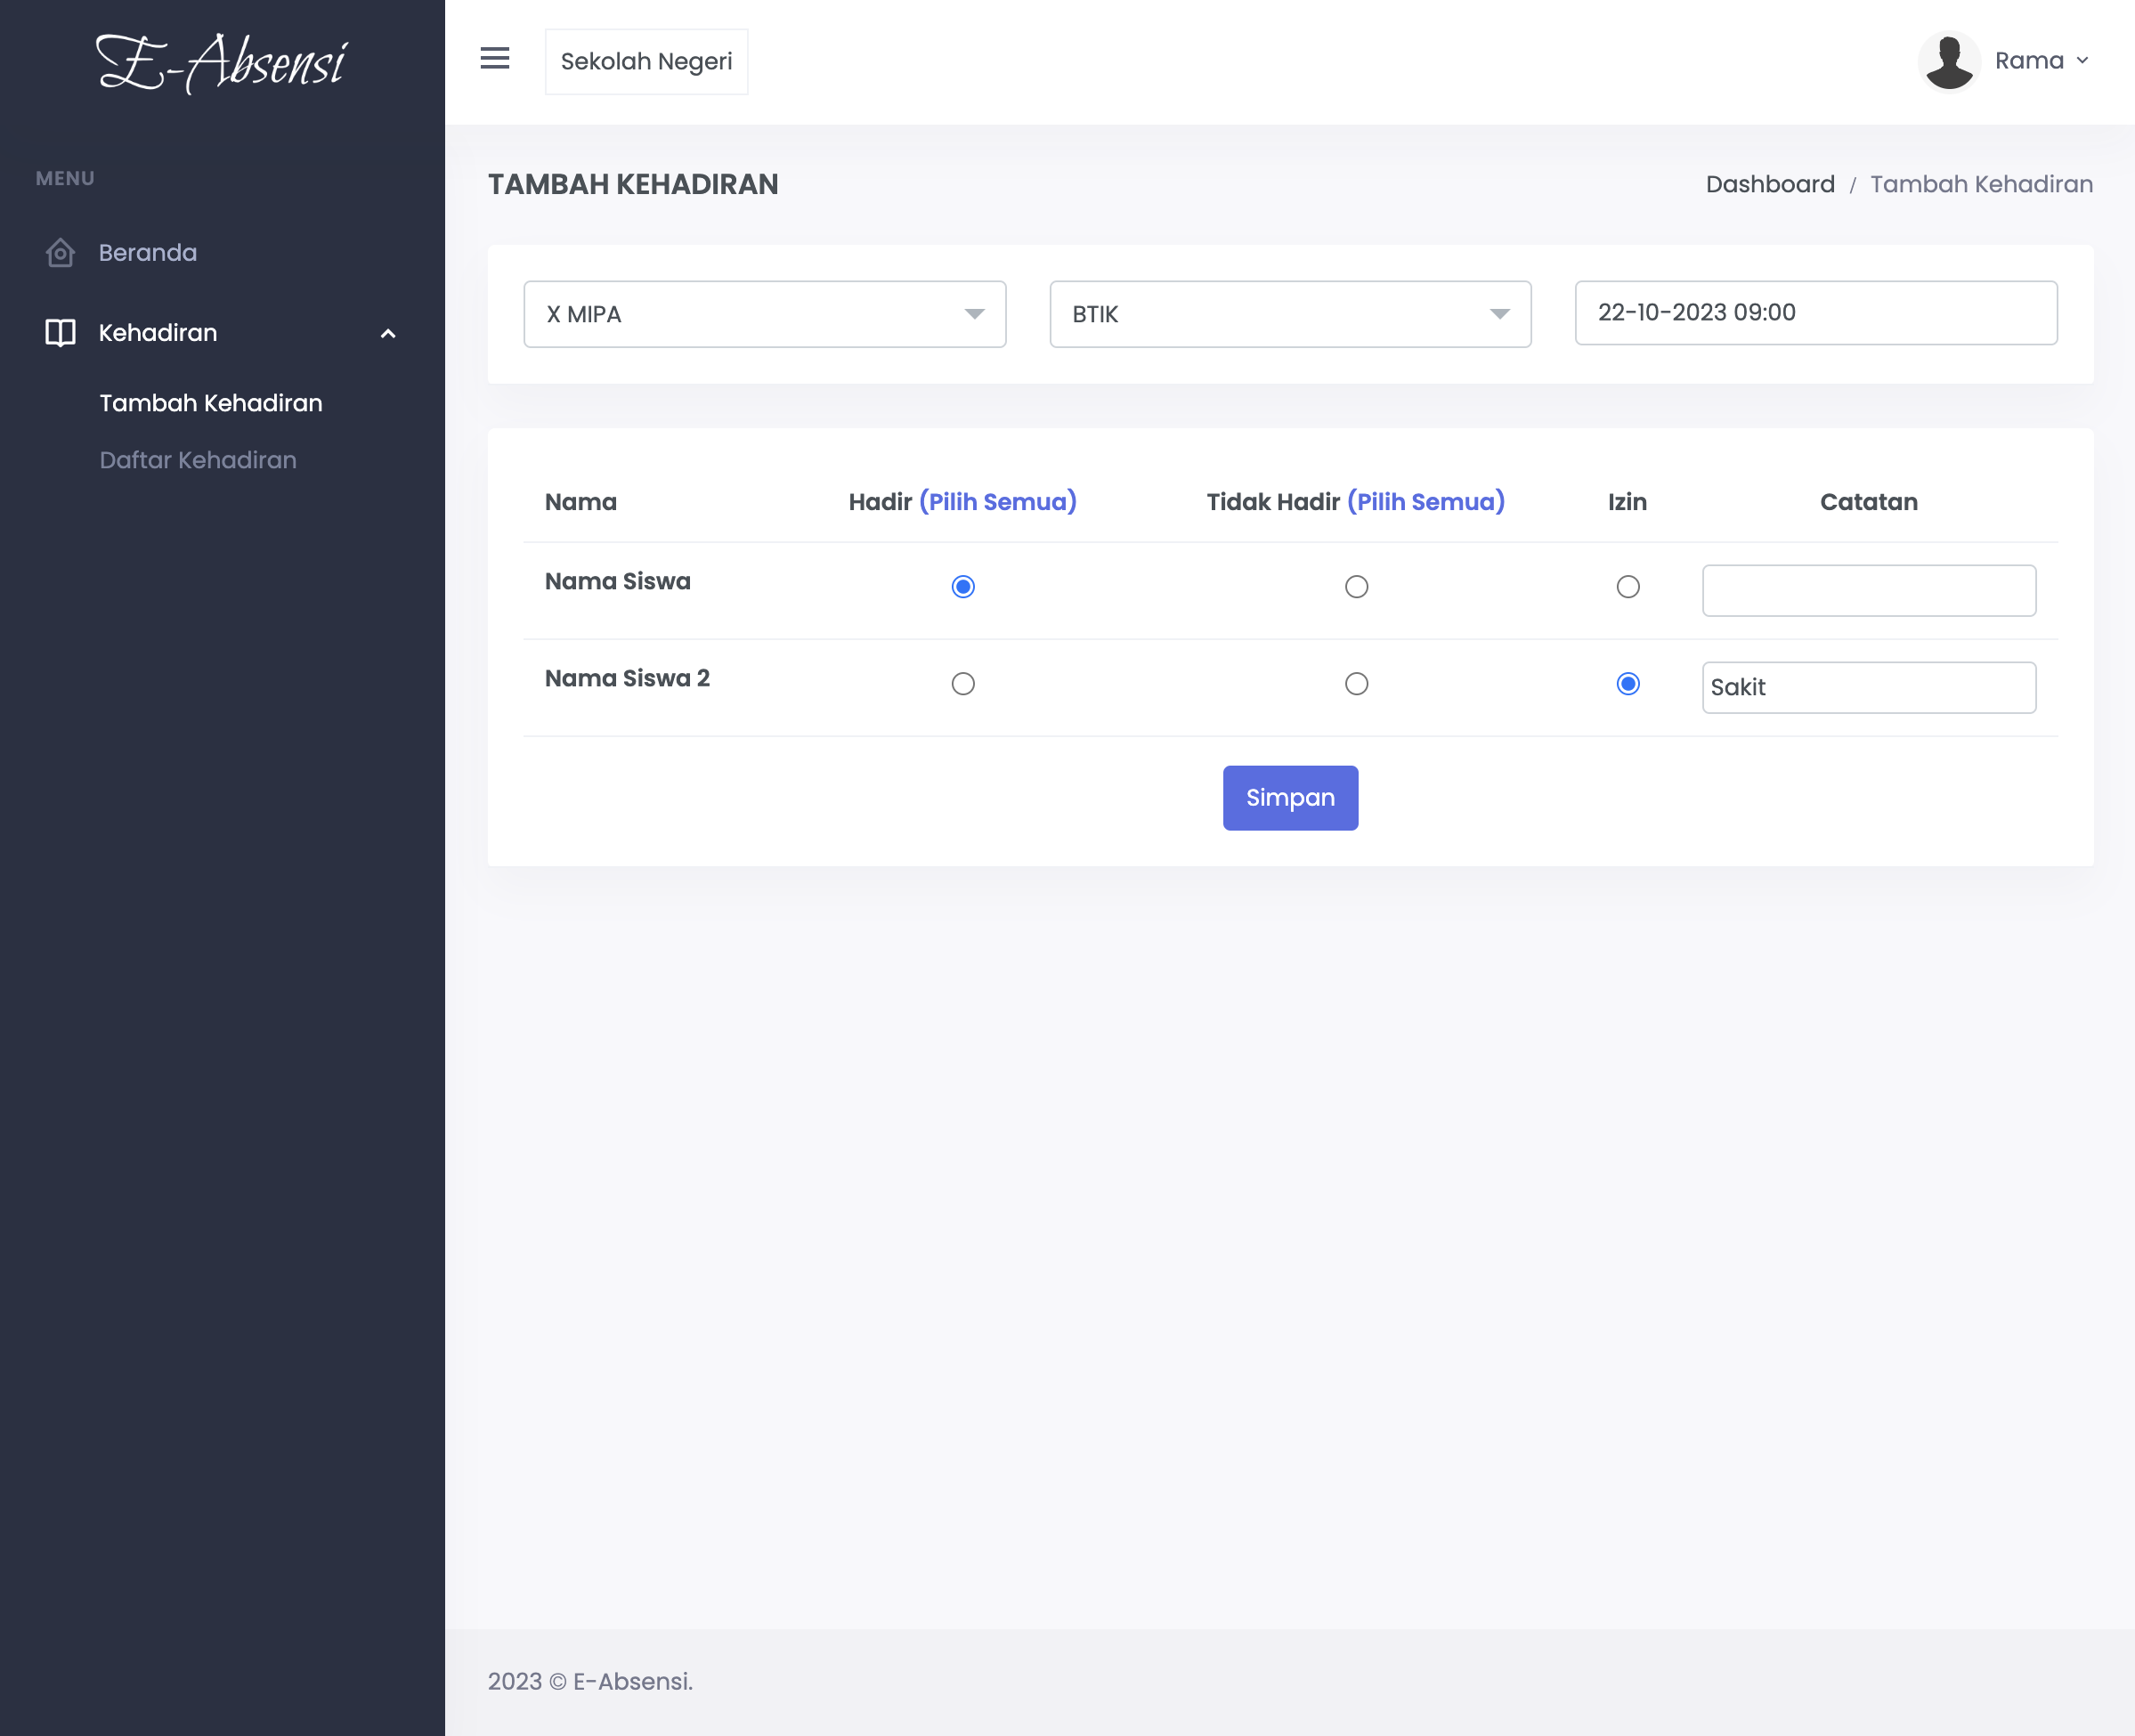 E-Absensi
Sekolah Negeri
Rama
MENU
Beranda
Kehadiran
Tambah Kehadiran
Daftar Kehadiran
TAMBAH KEHADIRAN
Dashboard / Tambah Kehadiran
X MIPA
BTIK
22-10-2023 09:00
Nama Hadir (Pilih Semua) Tidak Hadir (Pilih Semua) Izin Catatan
Nama Siswa
Nama Siswa 2 Sakit
Simpan
2023 © E-Absensi.